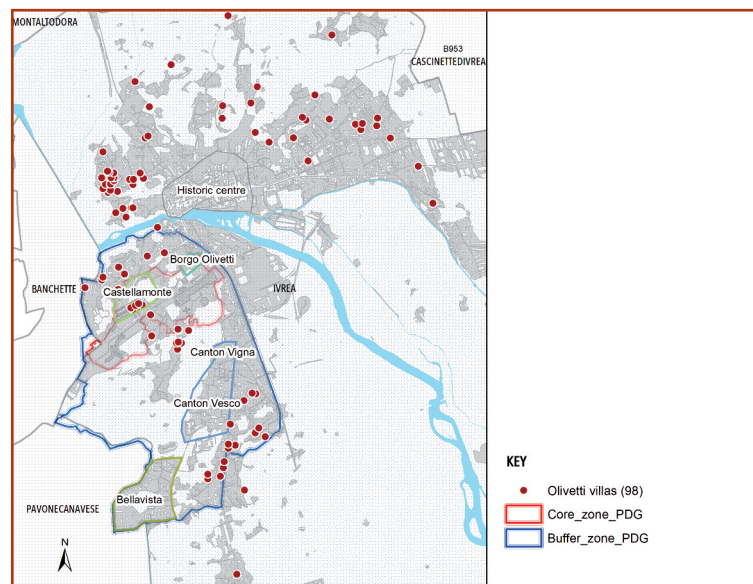 MONTALTODORA
B953
CASCINETTEDIVREA
Historic centre
Borgo Olivetti
BANCHETTE
Castellamonte
IVREA
Canton Vigna
Canton Vesco
Bellavista
PAVONECANAVESE
N
KEY
Olivetti villas (98)
Core_zone_PDG
Buffer_zone_PDG